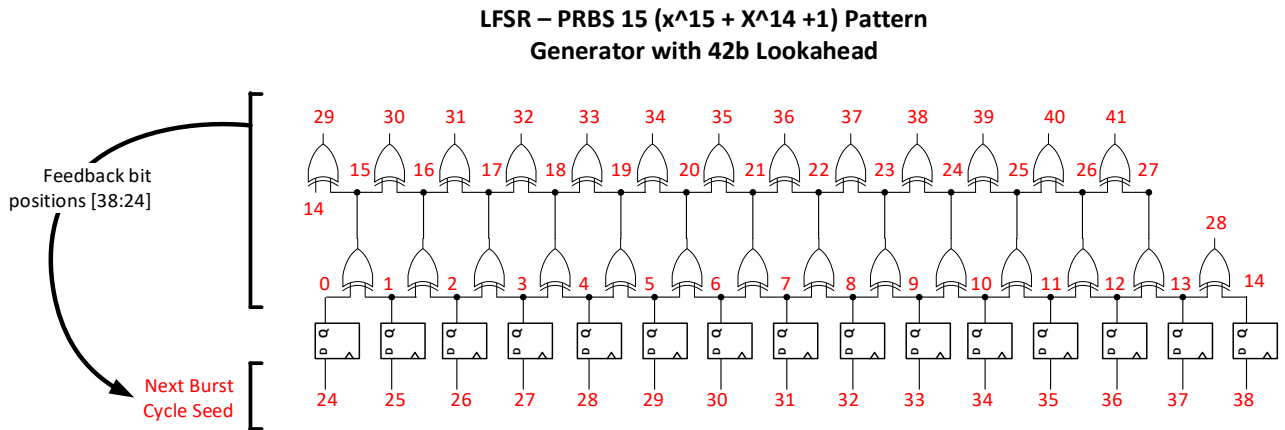 LFSR – PRBS 15 (x^15 + X^14 +1) Pattern
Generator with 42b Lookahead
29 30 31 32 33 34 35 36 37 38 39 40 41
15 16 17 18 19 20 21 22 23 24 25 26 27
Feedback bit
positions [38:24]
14
28
0 1 2 3 4 5 6 7 8 9 10 11 12 13 14
D Q D Q D Q D Q D Q D Q D Q D Q D Q D Q D Q D Q D Q D Q D Q
Next Burst
Cycle Seed
24 25 26 27 28 29 30 31 32 33 34 35 36 37 38